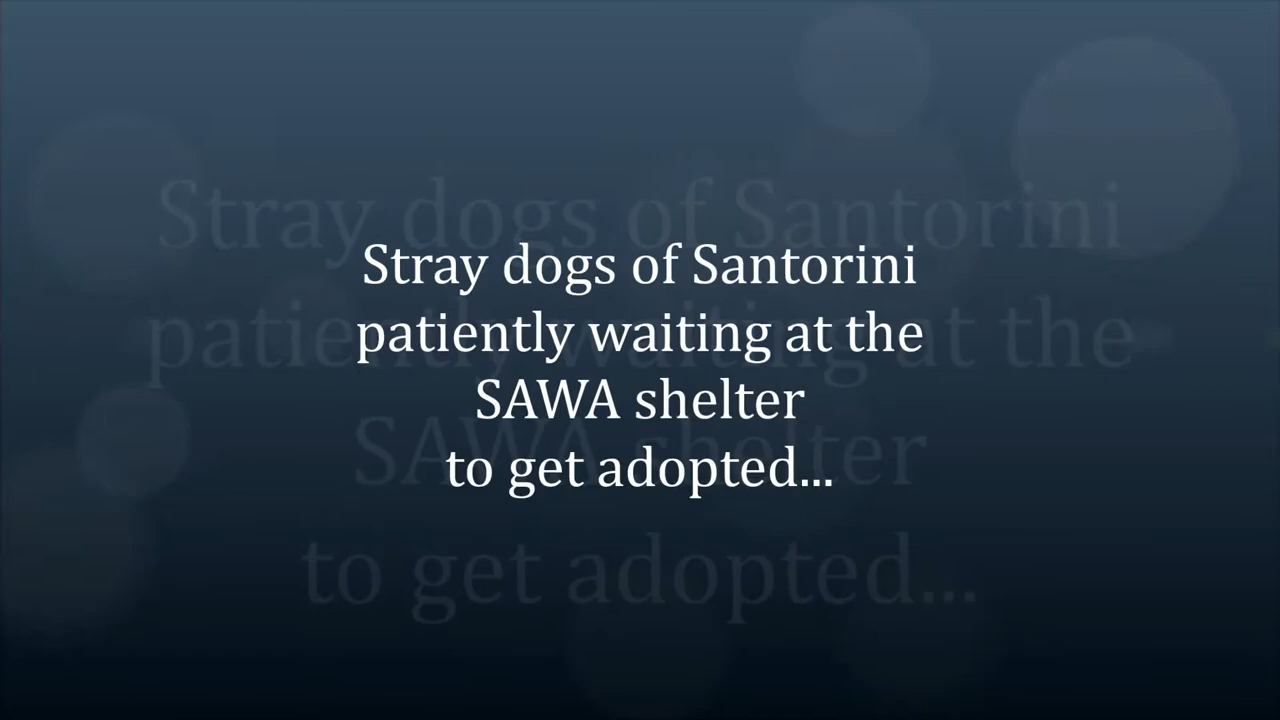 Stray dogs of Santorini
patiently waiting at the
SAWA shelter
to get adopted...